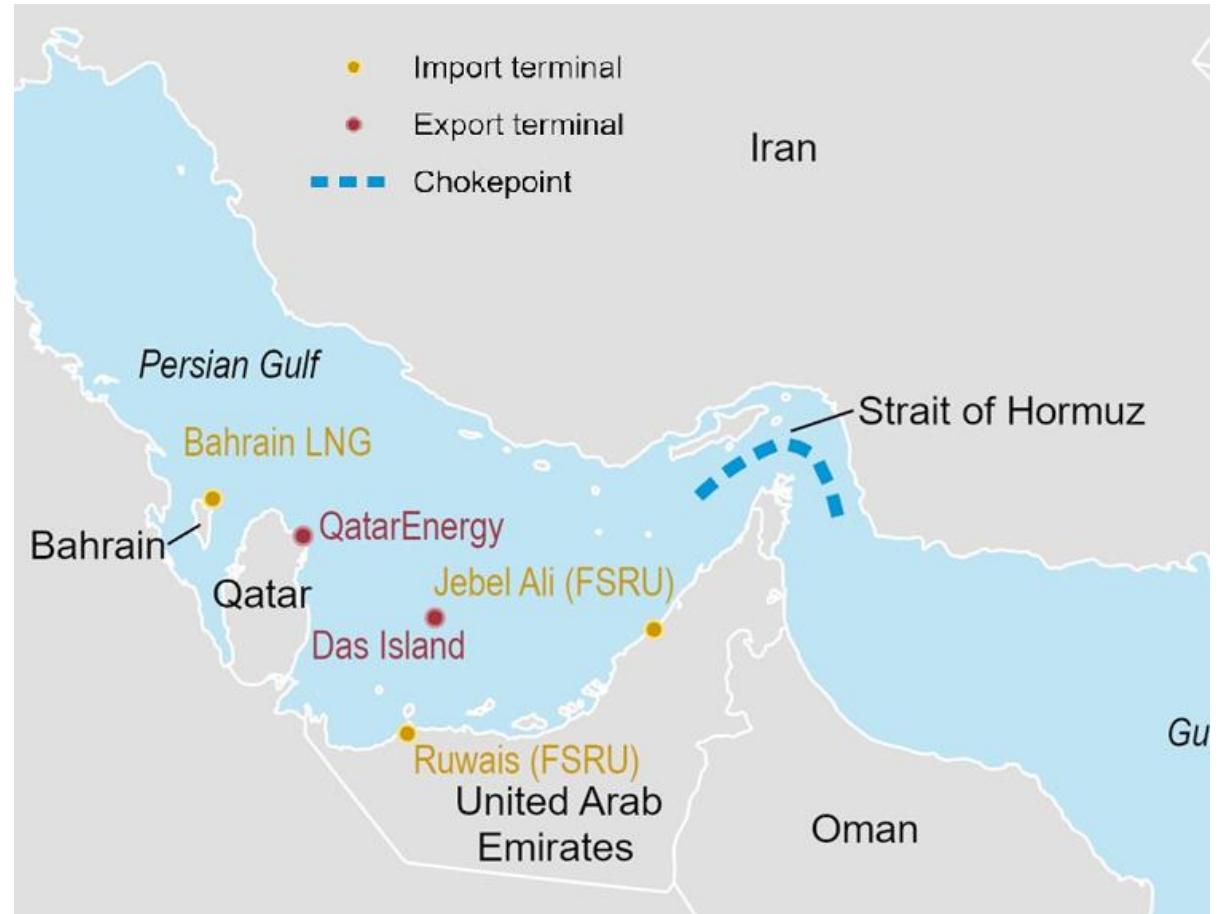 Import terminal
Export terminal
Chokepoint
Iran
Persian Gulf
Strait of Hormuz
Bahrain LNG
Bahrain
QatarEnergy
Qatar
Jebel Ali (FSRU)
Das Island
Ruwais (FSRU)
United Arab
Emirates
Oman
Gu